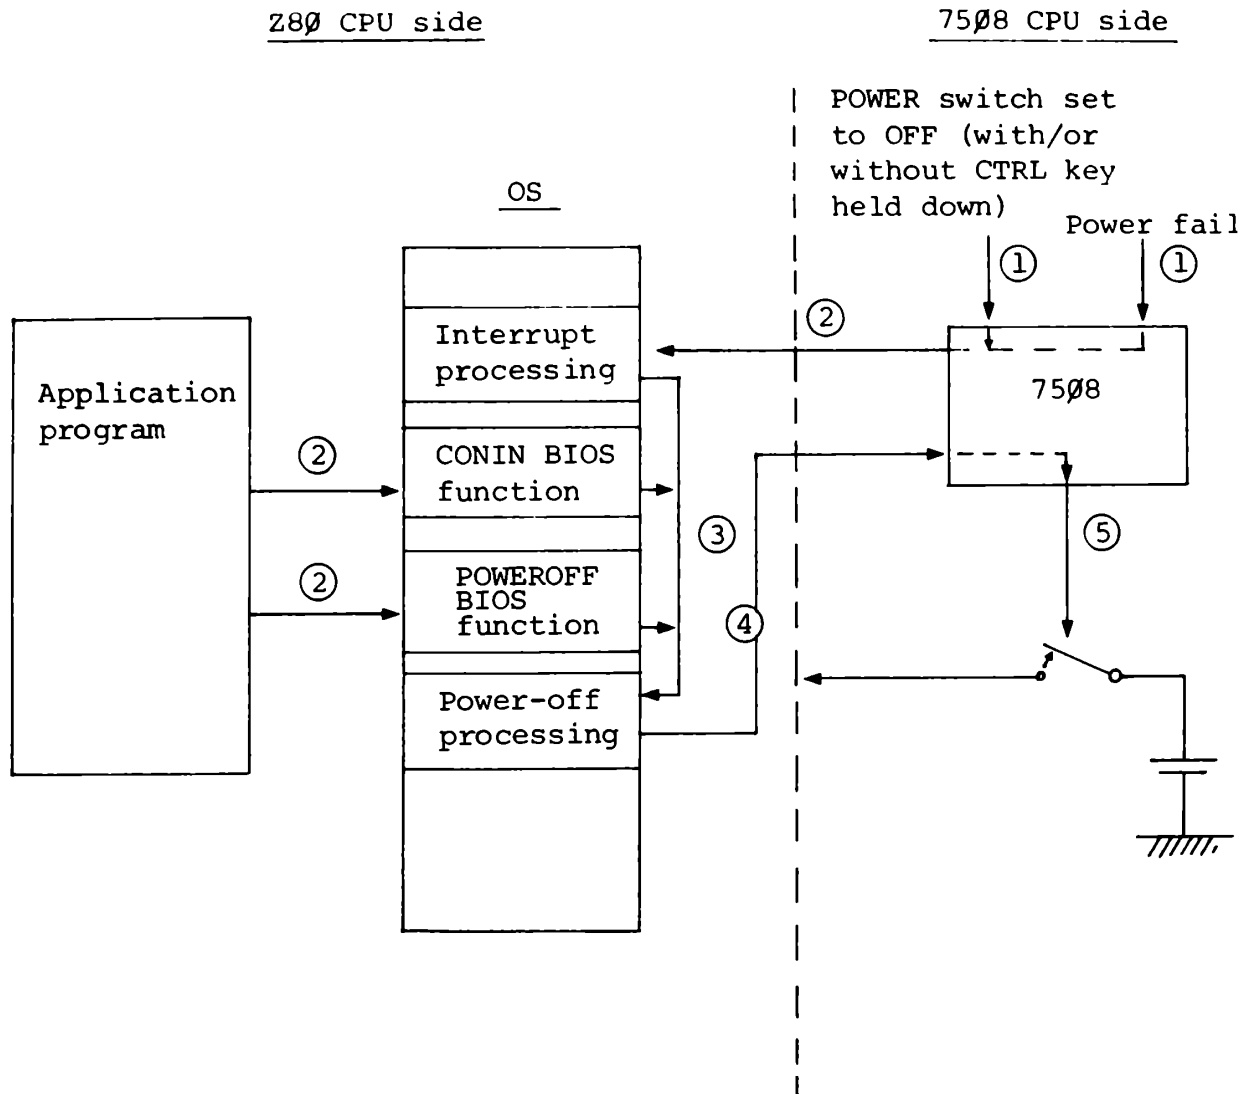 Z8Ø CPU side
75Ø8 CPU side
POWER switch set
to OFF (with/or
without CTRL key
held down)
Power fail
① ①
OS
②
Interrupt
processing
75Ø8
Application
program
②
CONIN BIOS
function
③
⑤
②
POWEROFF
BIOS
function
④
Power-off
processing